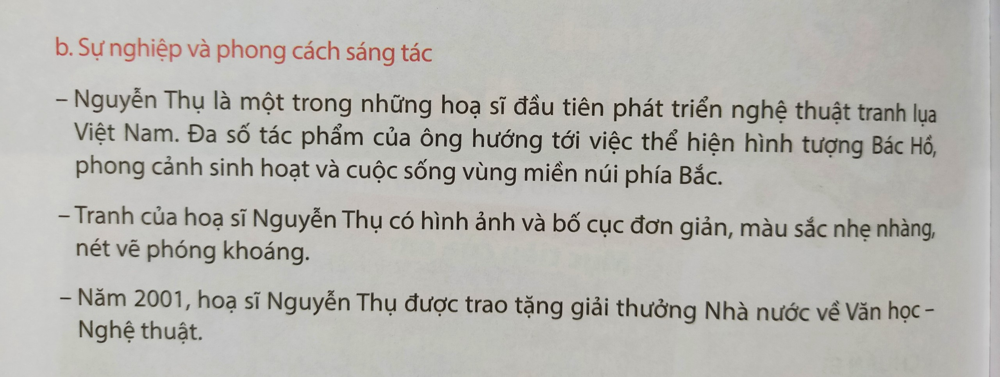 b. Sự nghiệp và phong cách sáng tác
– Nguyễn Thụ là một trong những hoạ sĩ đầu tiên phát triển nghệ thuật tranh lụa
Việt Nam. Đa số tác phẩm của ông hướng tới việc thể hiện hình tượng Bác Hồ,
phong cảnh sinh hoạt và cuộc sống vùng miền núi phía Bắc.
– Tranh của hoạ sĩ Nguyễn Thụ có hình ảnh và bố cục đơn giản, màu sắc nhẹ nhàng,
nét vẽ phóng khoáng.
– Năm 2001, hoạ sĩ Nguyễn Thụ được trao tặng giải thưởng Nhà nước về Văn học –
Nghệ thuật.